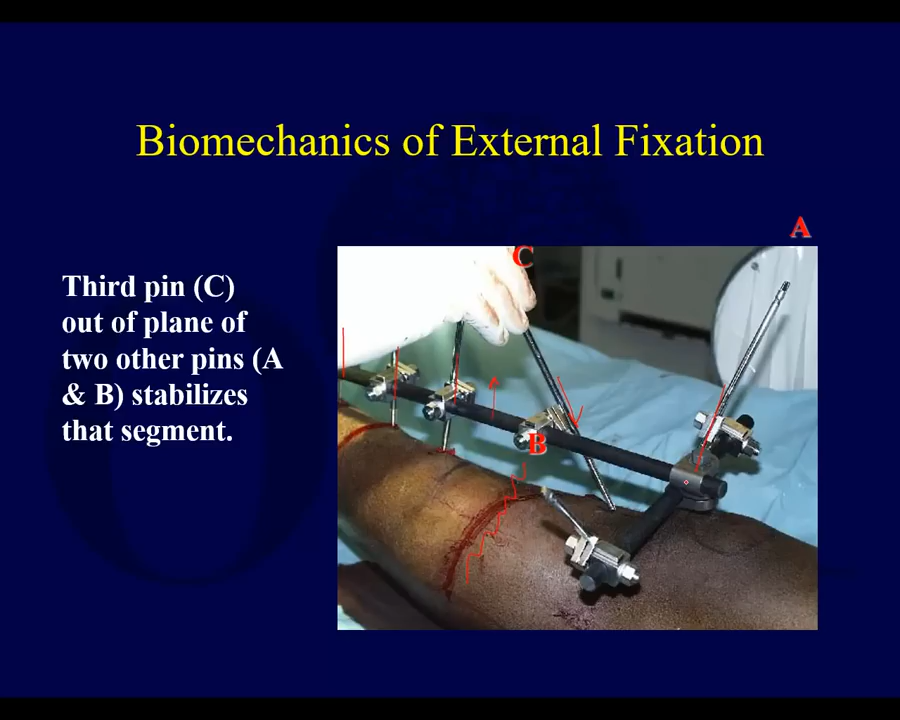 Biomechanics of External Fixation
A
C
Third pin (C)
out of plane of
two other pins (A
& B) stabilizes
that segment.
B